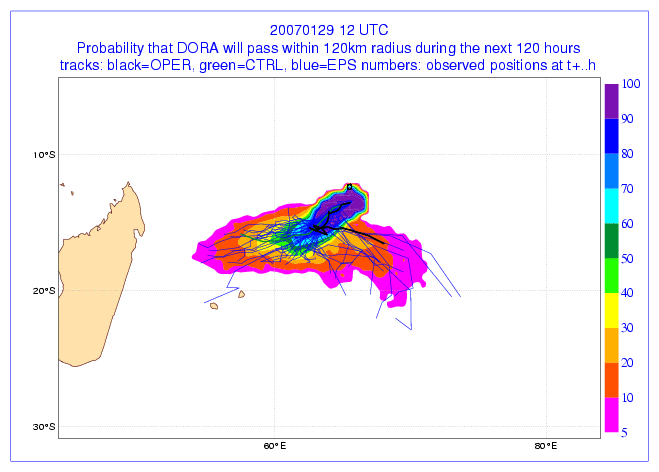 20070129 12 UTC
Probability that DORA will pass within 120km radius during the next 120 hours
tracks: black=OPER, green=CTRL, blue=EPS numbers: observed positions at t+..h
100
90
80
70
60
50
40
30
20
10
5
10°S
20°S
30°S
60°E
80°E